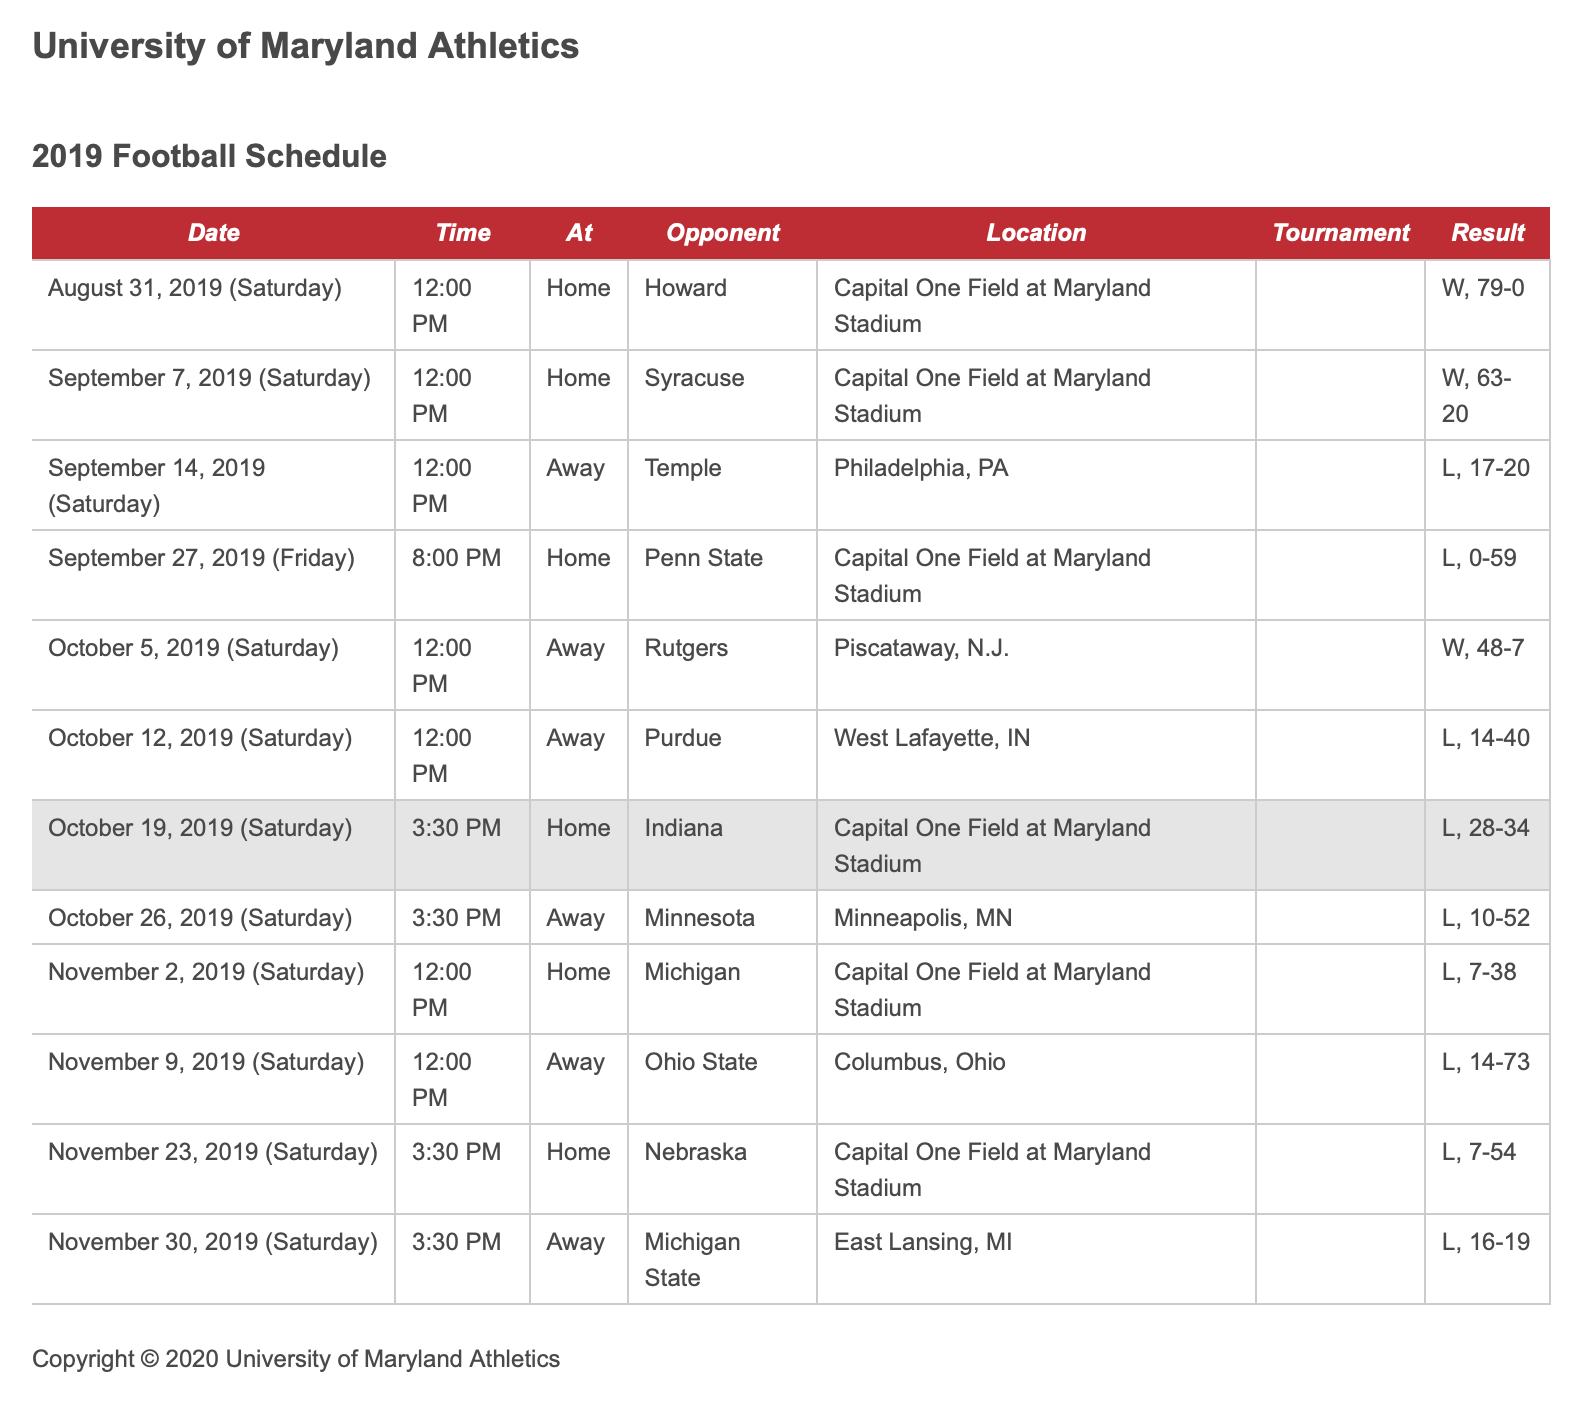 University of Maryland Athletics
2019 Football Schedule
Date Time At Opponent Location Tournament Result
August 31, 2019 (Saturday) 12:00 Home Howard Capital One Field at Maryland W, 79-0
PM Stadium
September 7, 2019 (Saturday) 12:00 Home Syracuse Capital One Field at Maryland W, 63-
PM Stadium 20
September 14, 2019 12:00 Away Temple Philadelphia, PA L, 17-20
(Saturday) PM
September 27, 2019 (Friday) 8:00 PM Home Penn State Capital One Field at Maryland L, 0-59
Stadium
October 5, 2019 (Saturday) 12:00 Away Rutgers Piscataway, N.J. W, 48-7
PM
October 12, 2019 (Saturday) 12:00 Away Purdue West Lafayette, IN L, 14-40
PM
October 19, 2019 (Saturday) 3:30 PM Home Indiana Capital One Field at Maryland L, 28-34
Stadium
October 26, 2019 (Saturday) 3:30 PM Away Minnesota Minneapolis, MN L, 10-52
November 2, 2019 (Saturday) 12:00 Home Michigan Capital One Field at Maryland L, 7-38
PM Stadium
November 9, 2019 (Saturday) 12:00 Away Ohio State Columbus, Ohio L, 14-73
PM
November 23, 2019 (Saturday) 3:30 PM Home Nebraska Capital One Field at Maryland L, 7-54
Stadium
November 30, 2019 (Saturday) 3:30 PM Away Michigan East Lansing, MI L, 16-19
State
Copyright © 2020 University of Maryland Athletics